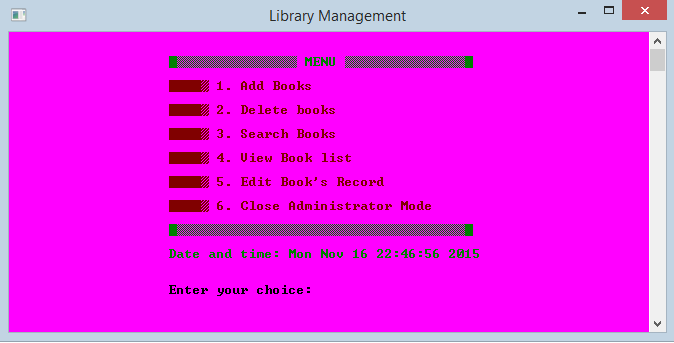 Library Management
MENU
1. Add Books
2. Delete books
3. Search Books
4. View Book list
5. Edit Book's Record
6. Close Administrator Mode
Date and time: Mon Nov 16 22:46:56 2015
Enter your choice: